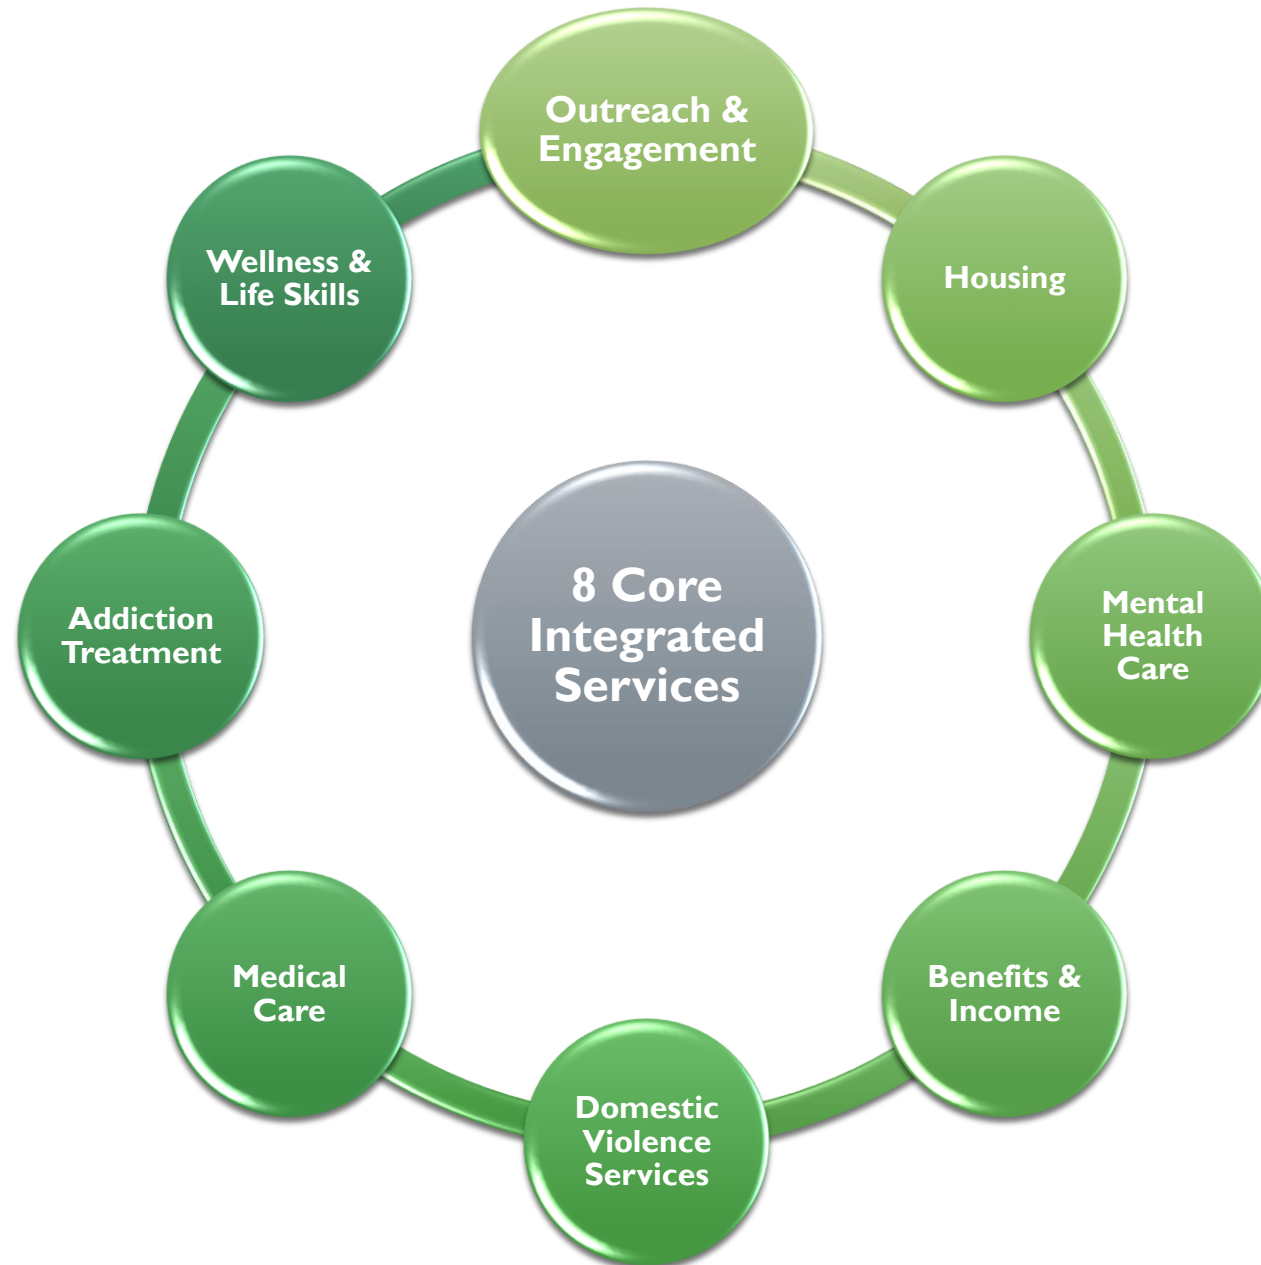 Outreach &
Engagement
Housing
Mental
Health
Care
Benefits &
Income
Domestic
Violence
Services
Medical
Care
Addiction
Treatment
Wellness &
Life Skills
8 Core
Integrated
Services